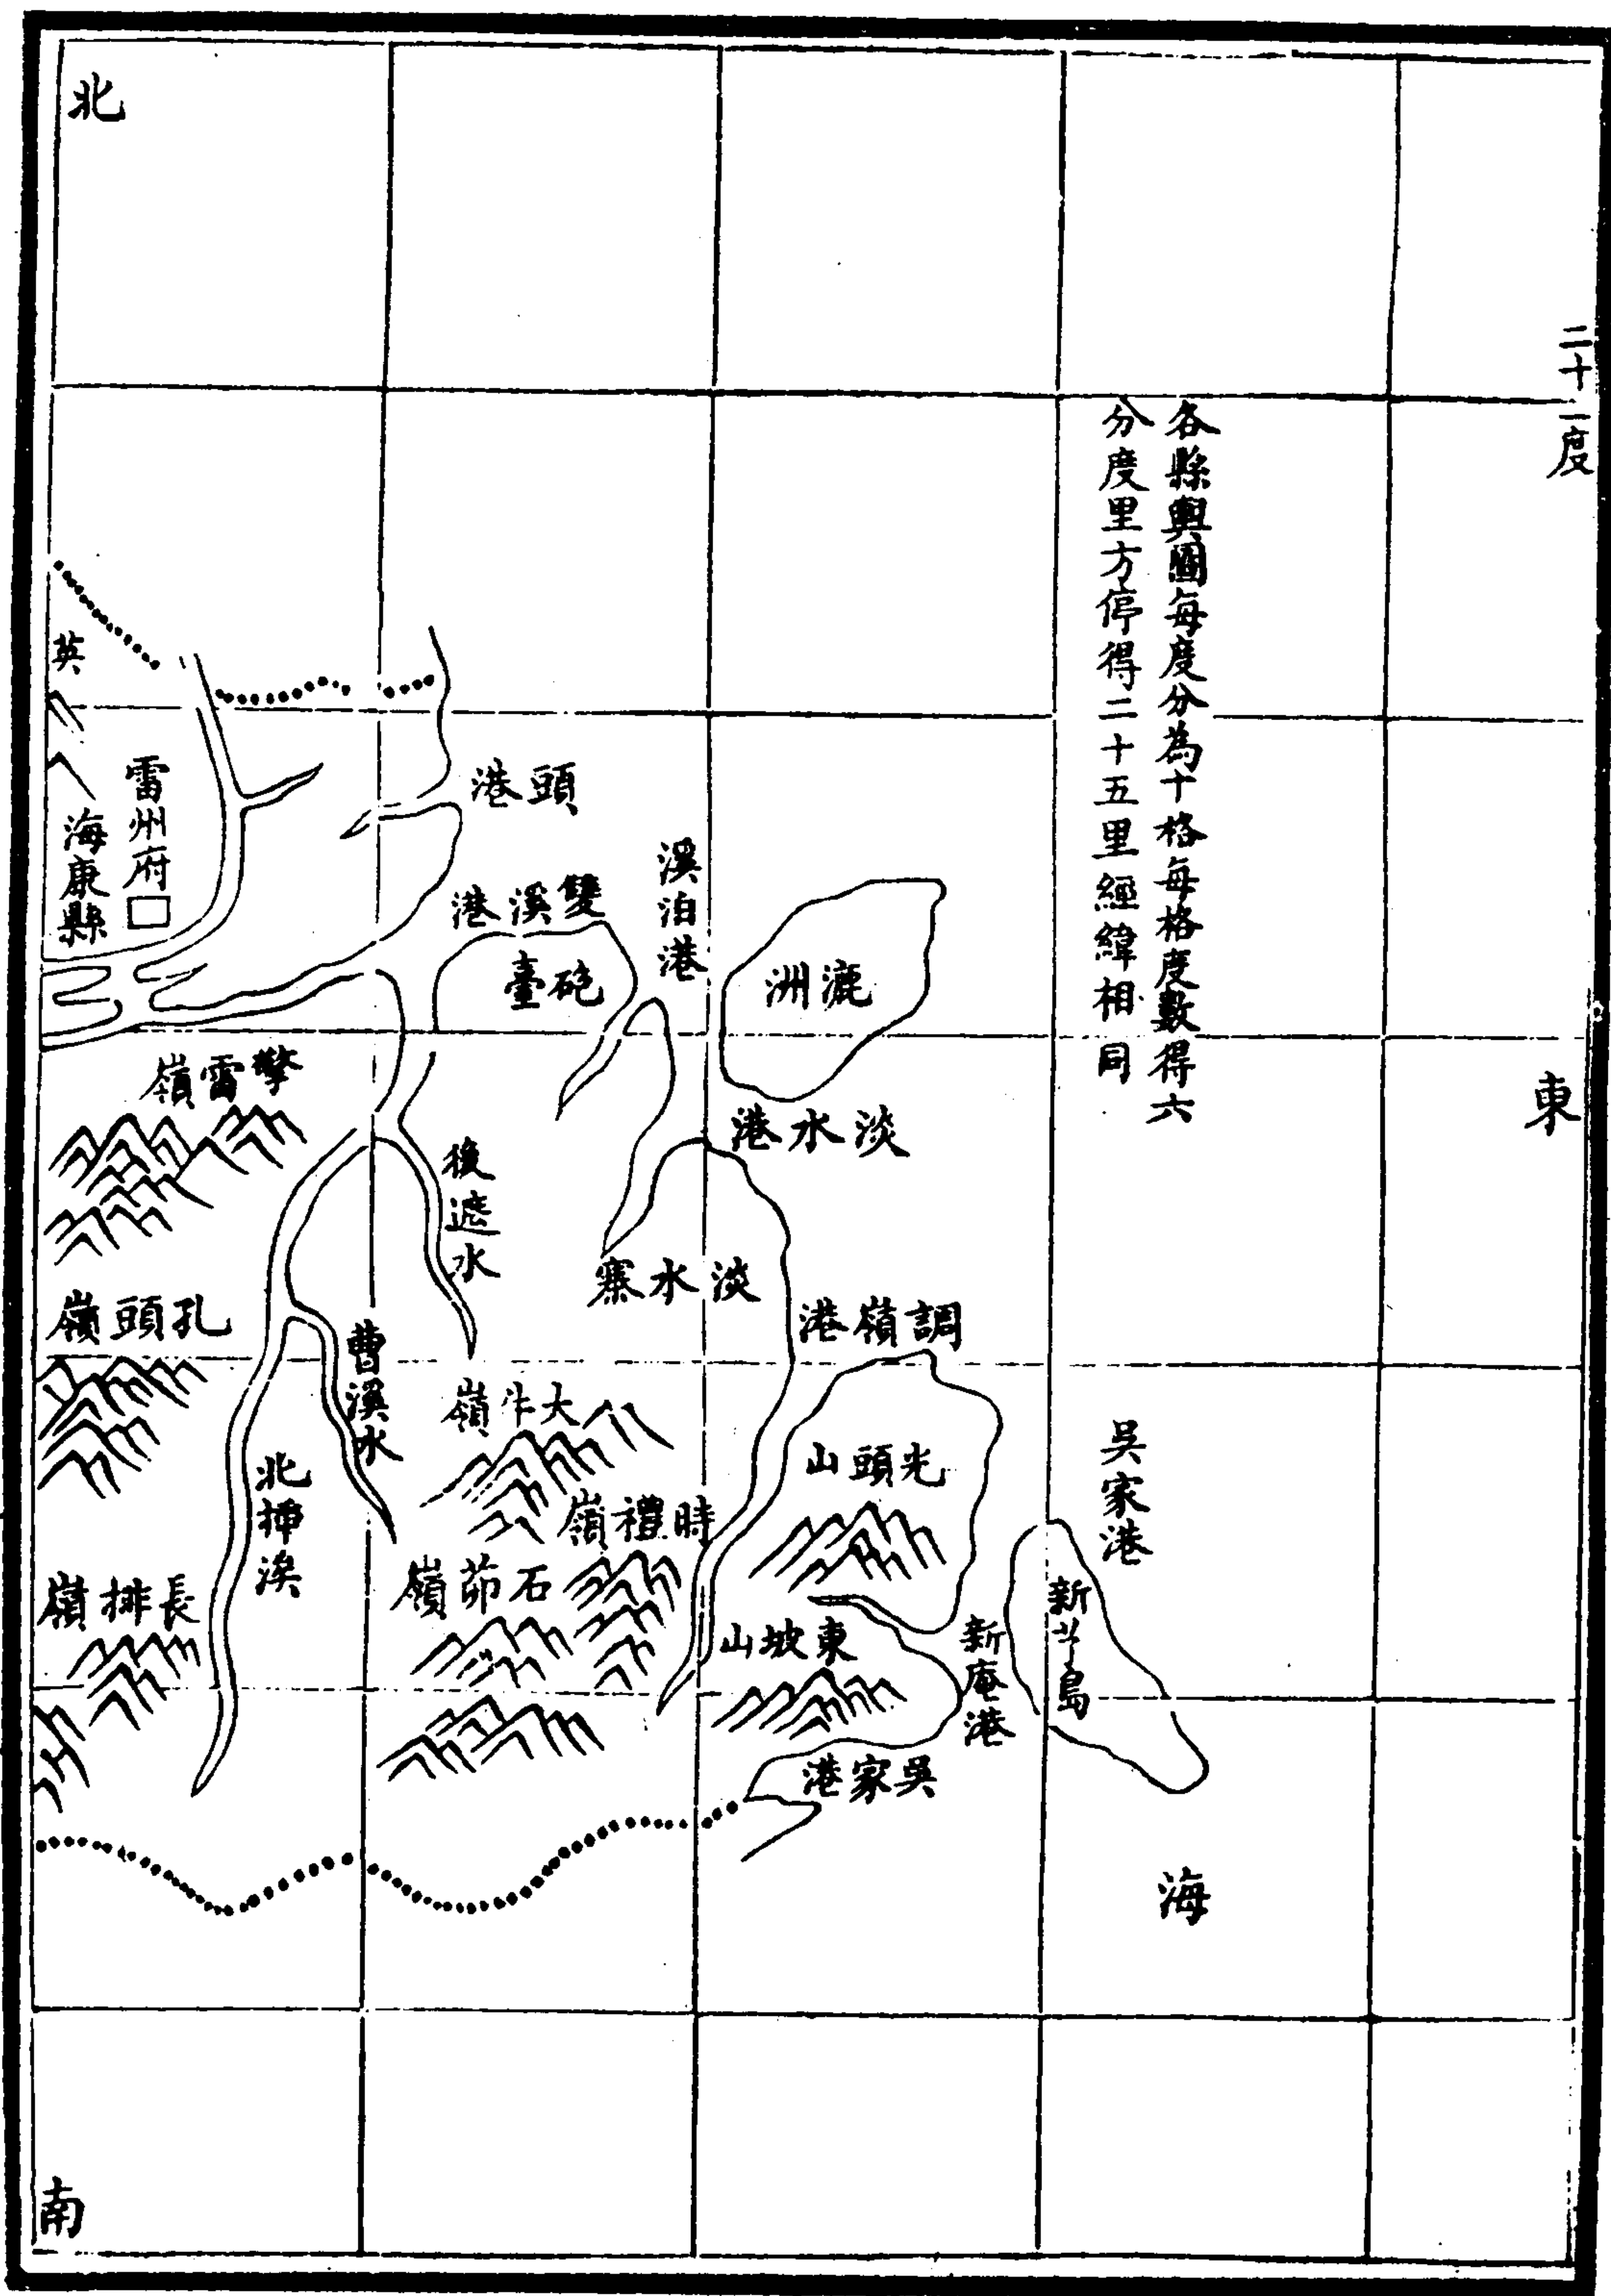 北
二十一度
各縣輿圖每度分為十格每格度數得六
分度里方停得二十五里經緯相同
東
英
雷州府
海康縣
頭港
雙溪港
砲臺
溪泊港
漉洲
淡水港
擎雷嶺
後遮水
淡水寨
調嶺港
孔頭嶺
曹溪水
大牛嶺
光頭山
吳家港
北插涘
時禮嶺
石茆嶺
長排嶺
東坡山
新庵港
吳家港
海
南